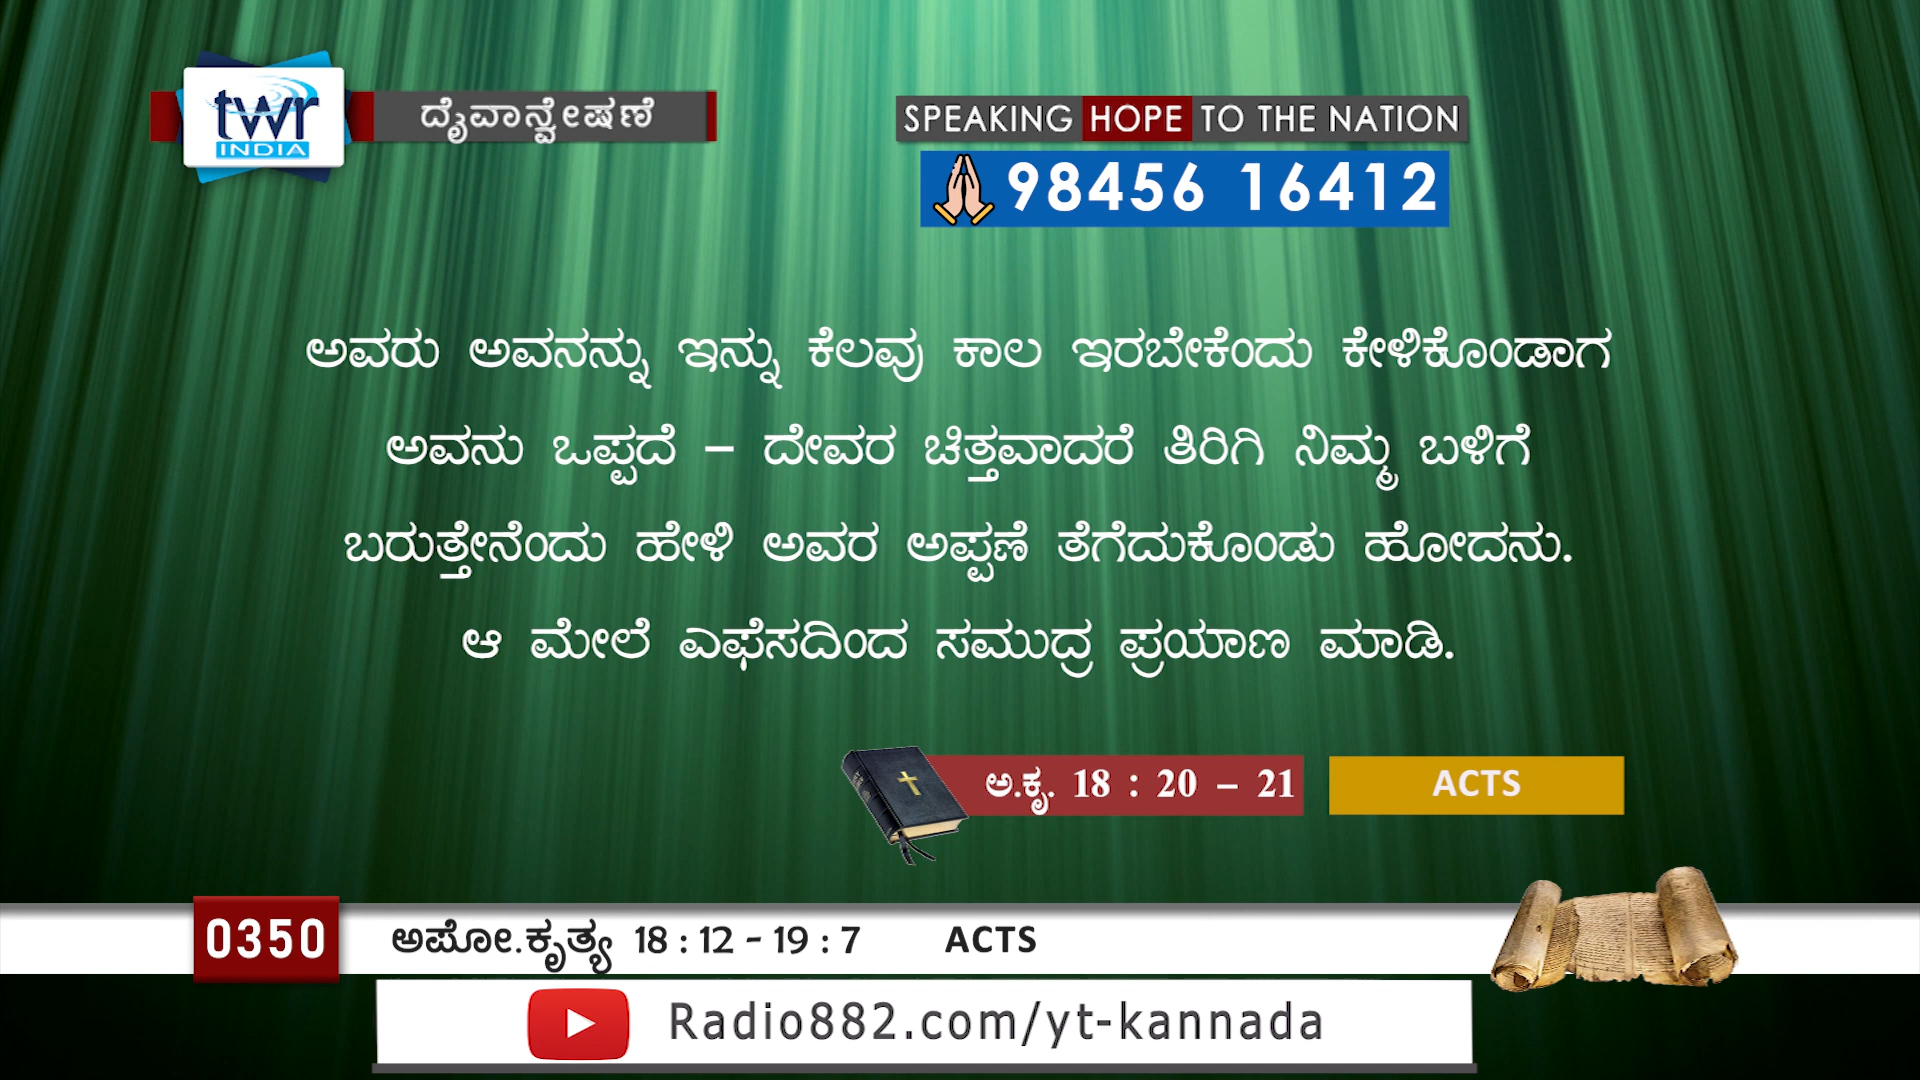 twr
INDIA
ದೈವಾನ್ವೇಷಣೆ
SPEAKING HOPE TO THE NATION
98456 16412
ಅವರು ಅವನನ್ನು ಇನ್ನು ಕೆಲವು ಕಾಲ ಇರಬೇಕೆಂದು ಕೇಳಿಕೊಂಡಾಗ
ಅವನು ಒಪ್ಪದೆ – ದೇವರ ಚಿತ್ತವಾದರೆ ತಿರಿಗಿ ನಿಮ್ಮ ಬಳಿಗೆ
ಬರುತ್ತೇನೆಂದು ಹೇಳಿ ಅವರ ಅಪ್ಪಣೆ ತೆಗೆದುಕೊಂಡು ಹೋದನು.
ಆ ಮೇಲೆ ಎಫೆಸದಿಂದ ಸಮುದ್ರ ಪ್ರಯಾಣ ಮಾಡಿ.
ಅ.ಕೃ. 18 : 20 – 21
ACTS
0350
ಅಪೋ.ಕೃತ್ಯ 18 : 12 - 19 : 7 ACTS
Radio882.com/yt-kannada